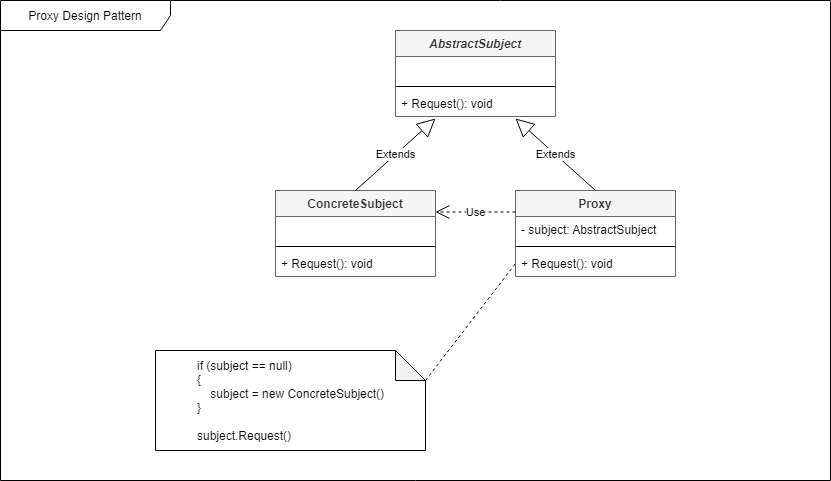 Proxy Design Pattern
AbstractSubject
+ Request(): void
Extends
Extends
ConcreteSubject
+ Request(): void
Use
Proxy
- subject: AbstractSubject
+ Request(): void
if (subject == null)
{
    subject = new ConcreteSubject()
}
subject.Request()